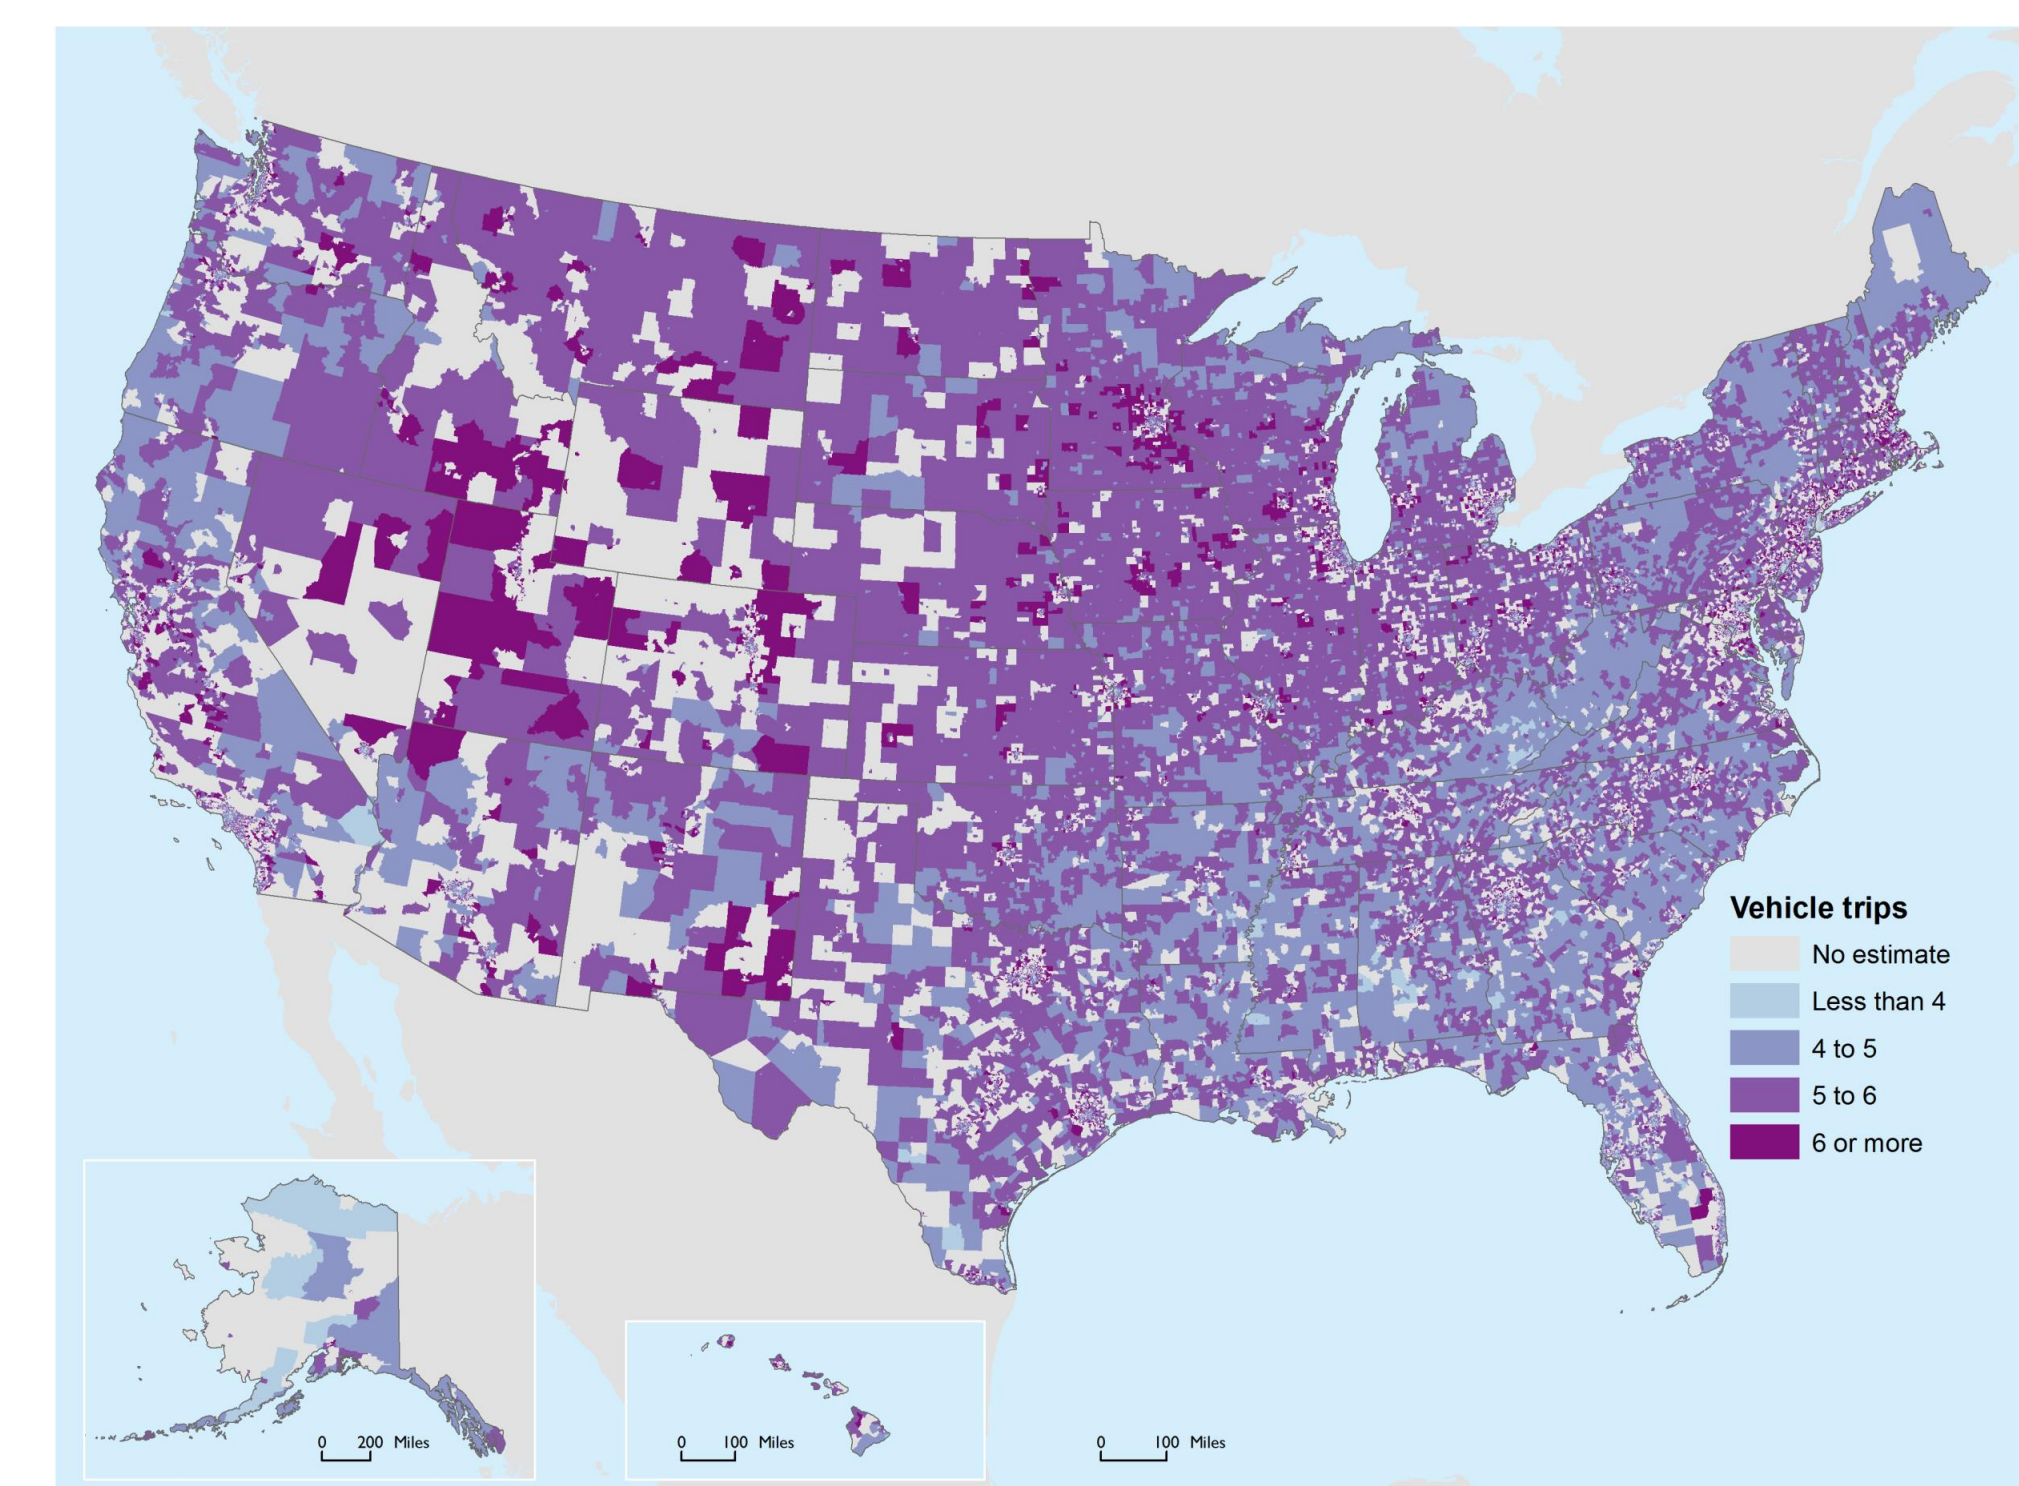 Vehicle trips
No estimate
Less than 4
4 to 5
5 to 6
6 or more
0 200 Miles
0 100 Miles
0 100 Miles